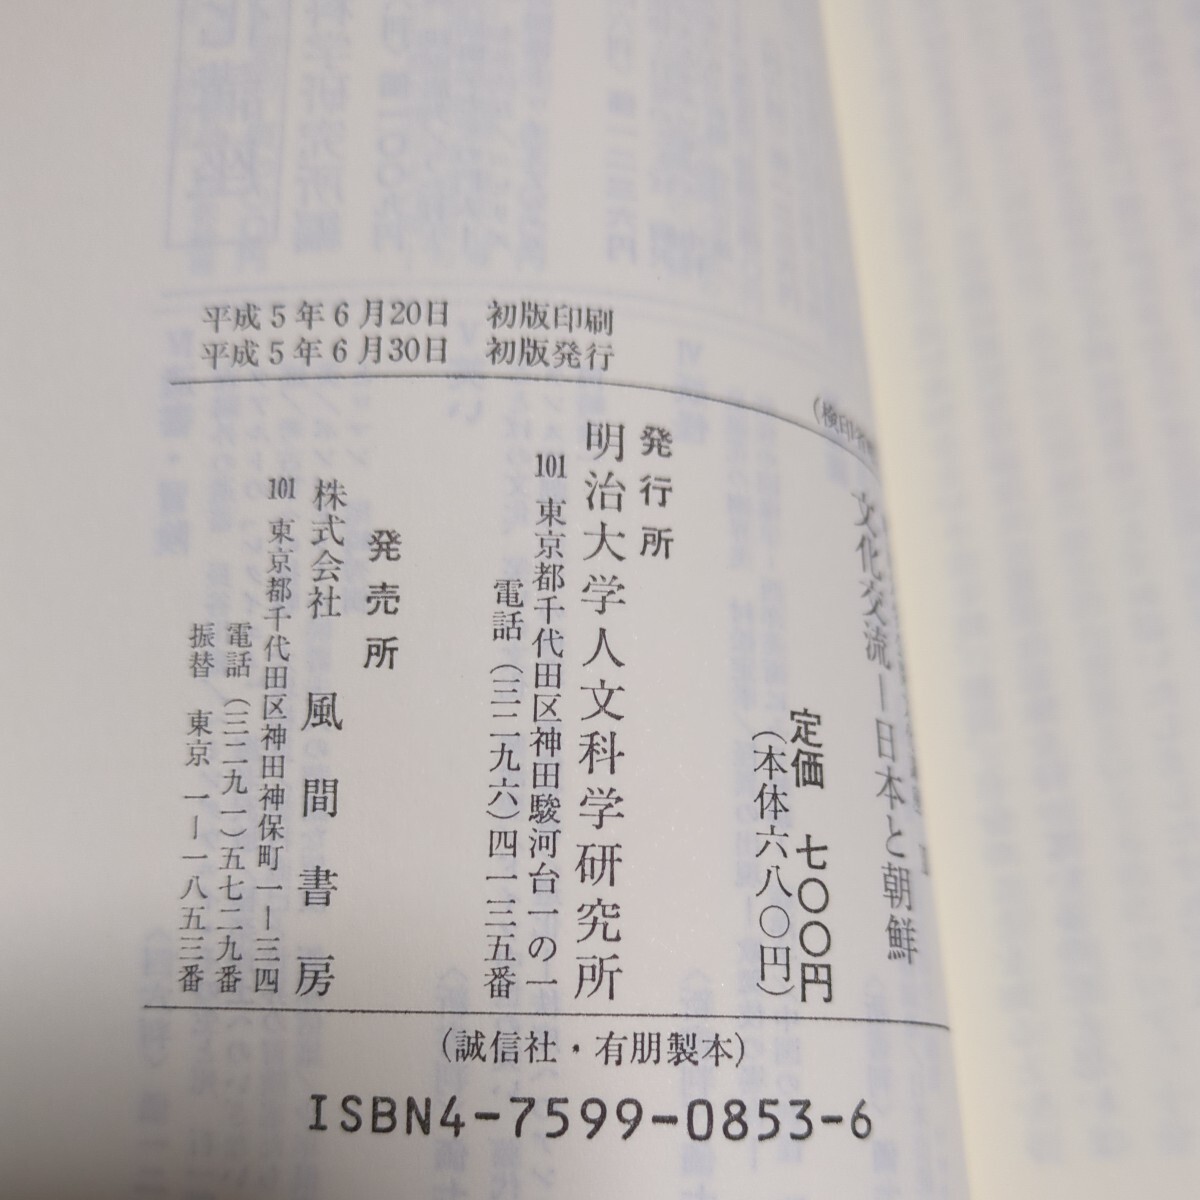 平成5年6月20日 初版印刷
平成5年6月30日 初版発行
文化交流―日本と朝鮮
定価 七〇〇円
（本体六八〇円）
発行所
明治大学人文科学研究所
101 東京都千代田区神田駿河台一の一
電話（三二九六）四一三五番
発売所
株式会社 風間書房
101 東京都千代田区神田神保町一―三四
電話（三二九一）五七二九番
振替 東京 一―一八五三番
（誠信社・有朋製本）
ISBN4-7599-0853-6